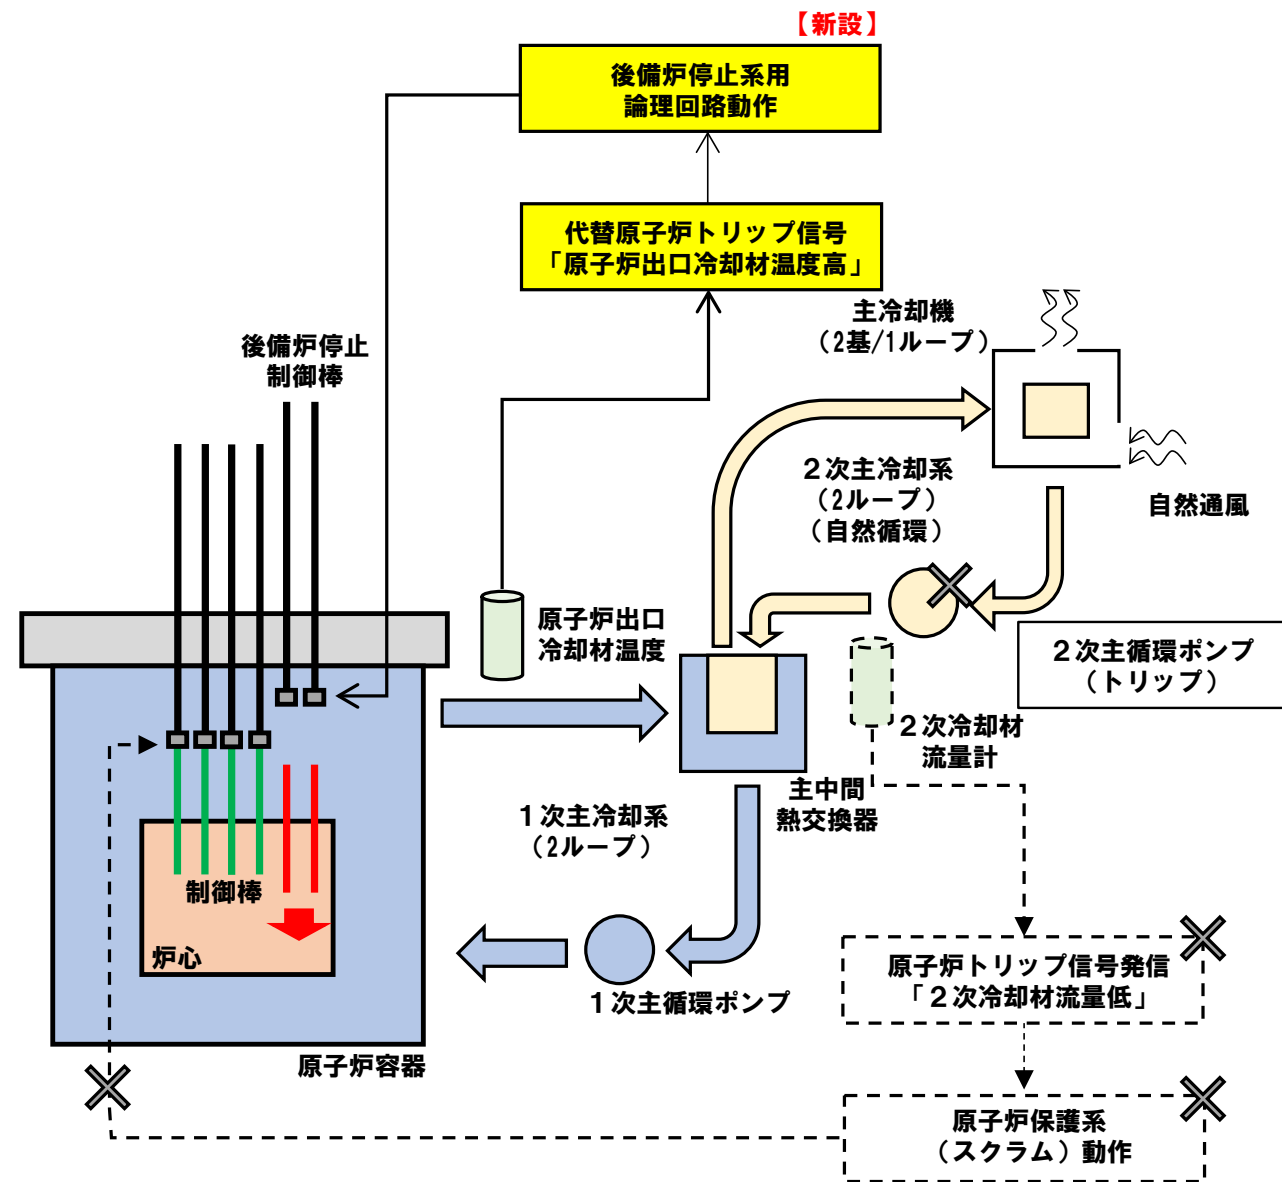 【新設】
後備炉停止系用
論理回路動作
代替原子炉トリップ信号
「原子炉出口冷却材温度高」
主冷却機
（2基/1ループ）
後備炉停止
制御棒
２次主冷却系
（2ループ）
（自然循環）
自然通風
原子炉出口
冷却材温度
２次主循環ポンプ
（トリップ）
２次冷却材
流量計
主中間
熱交換器
１次主冷却系
（2ループ）
制御棒
炉心
１次主循環ポンプ
原子炉トリップ信号発信
「２次冷却材流量低」
原子炉容器
原子炉保護系
（スクラム）動作